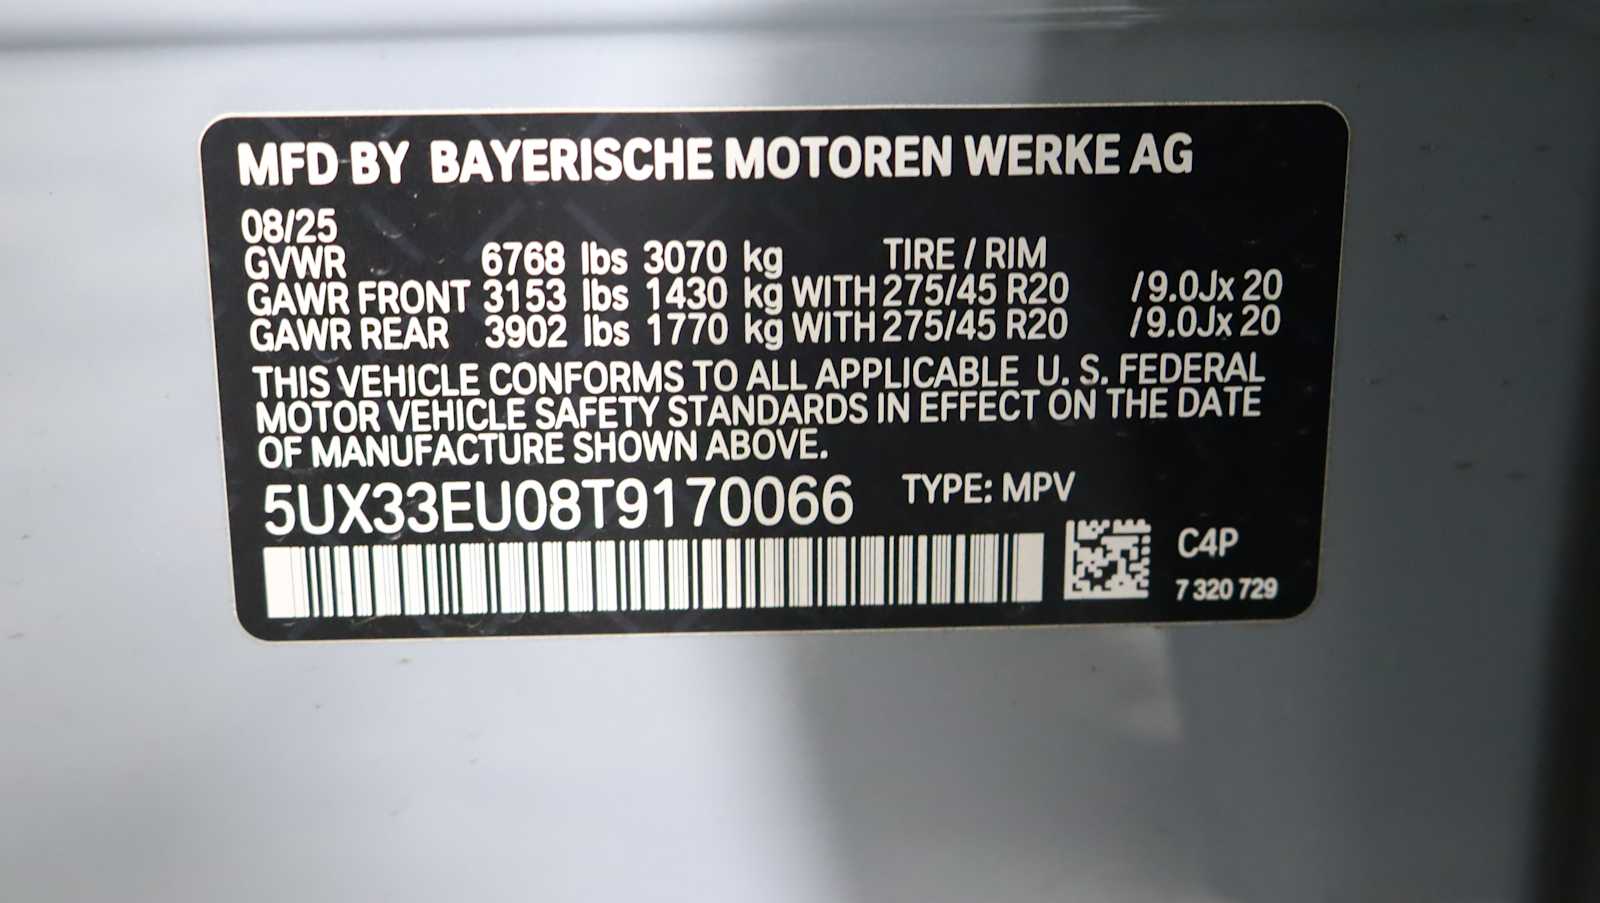 MFD BY BAYERISCHE MOTOREN WERKE AG
08/25
GVWR 6768 lbs 3070 kg TIRE / RIM
GAWR FRONT 3153 lbs 1430 kg WITH 275/45 R20 / 9.0Jx 20
GAWR REAR 3902 lbs 1770 kg WITH 275/45 R20 / 9.0Jx 20
THIS VEHICLE CONFORMS TO ALL APPLICABLE U. S. FEDERAL
MOTOR VEHICLE SAFETY STANDARDS IN EFFECT ON THE DATE
OF MANUFACTURE SHOWN ABOVE.
5UX33EU08T9170066 TYPE: MPV
C4P
7 320 729